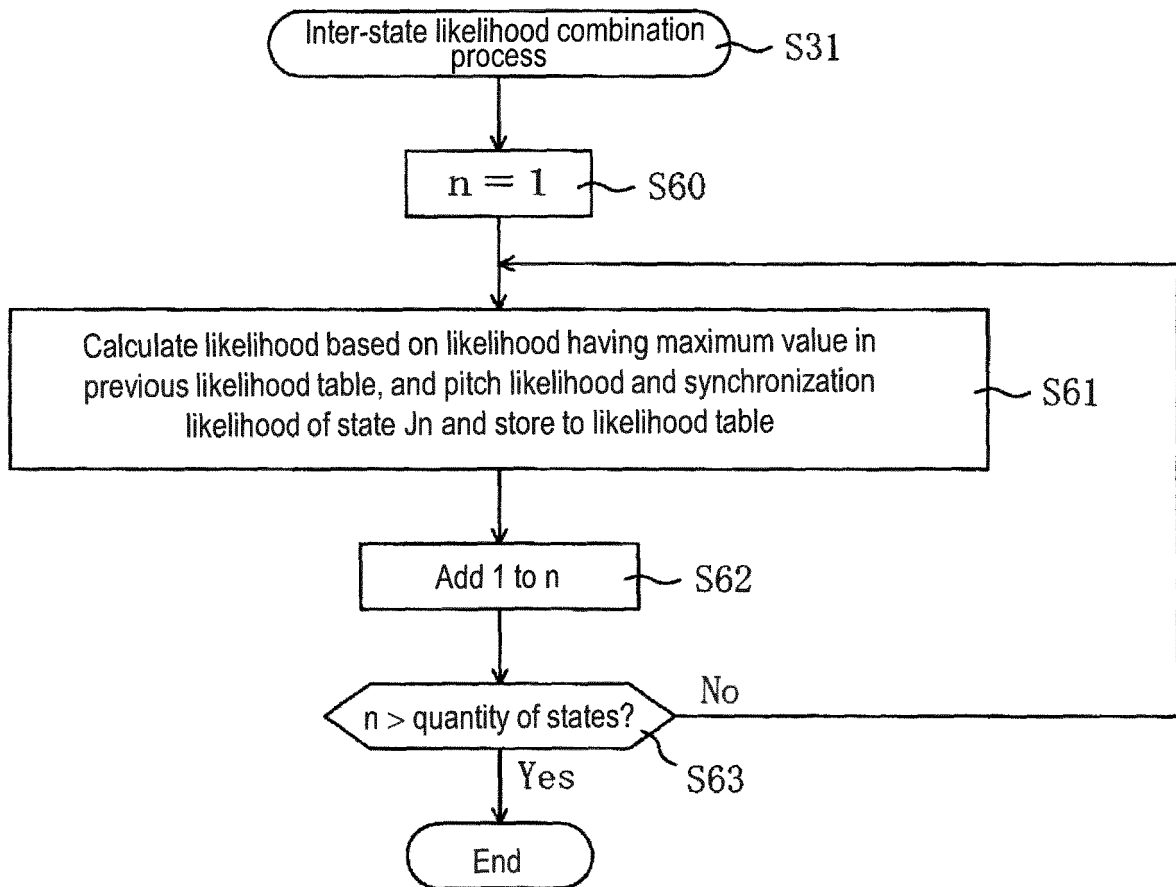 Inter-state likelihood combination
process
S31
n = 1
S60
Calculate likelihood based on likelihood having maximum value in
previous likelihood table, and pitch likelihood and synchronization
likelihood of state Jn and store to likelihood table
S61
Add 1 to n
S62
n > quantity of states?
No
S63
Yes
End